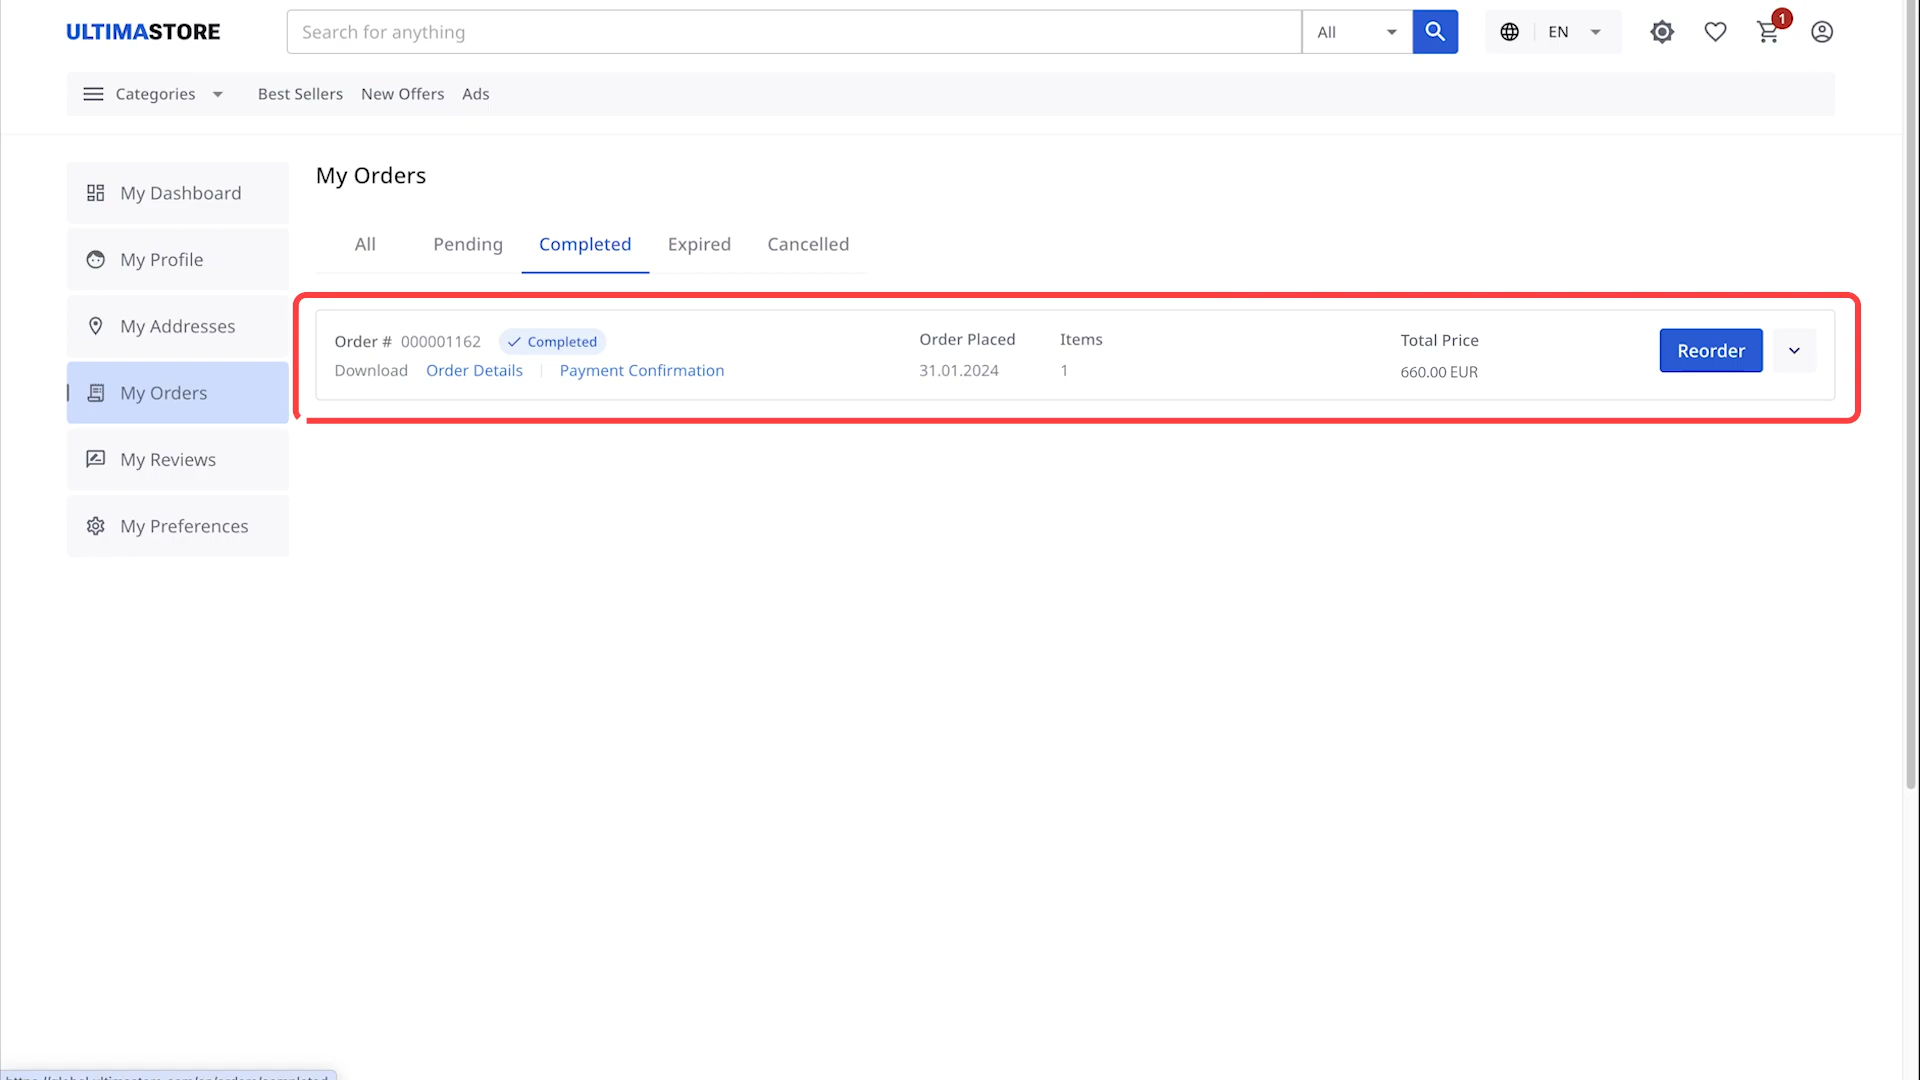 ULTIMASTORE
Search for anything
All
EN
1
Categories
Best Sellers
New Offers
Ads
My Dashboard
My Profile
My Addresses
My Orders
My Reviews
My Preferences
My Orders
All
Pending
Completed
Expired
Cancelled
Order # 000001162
Completed
Download Order Details | Payment Confirmation
Order Placed
31.01.2024
Items
1
Total Price
660.00 EUR
Reorder